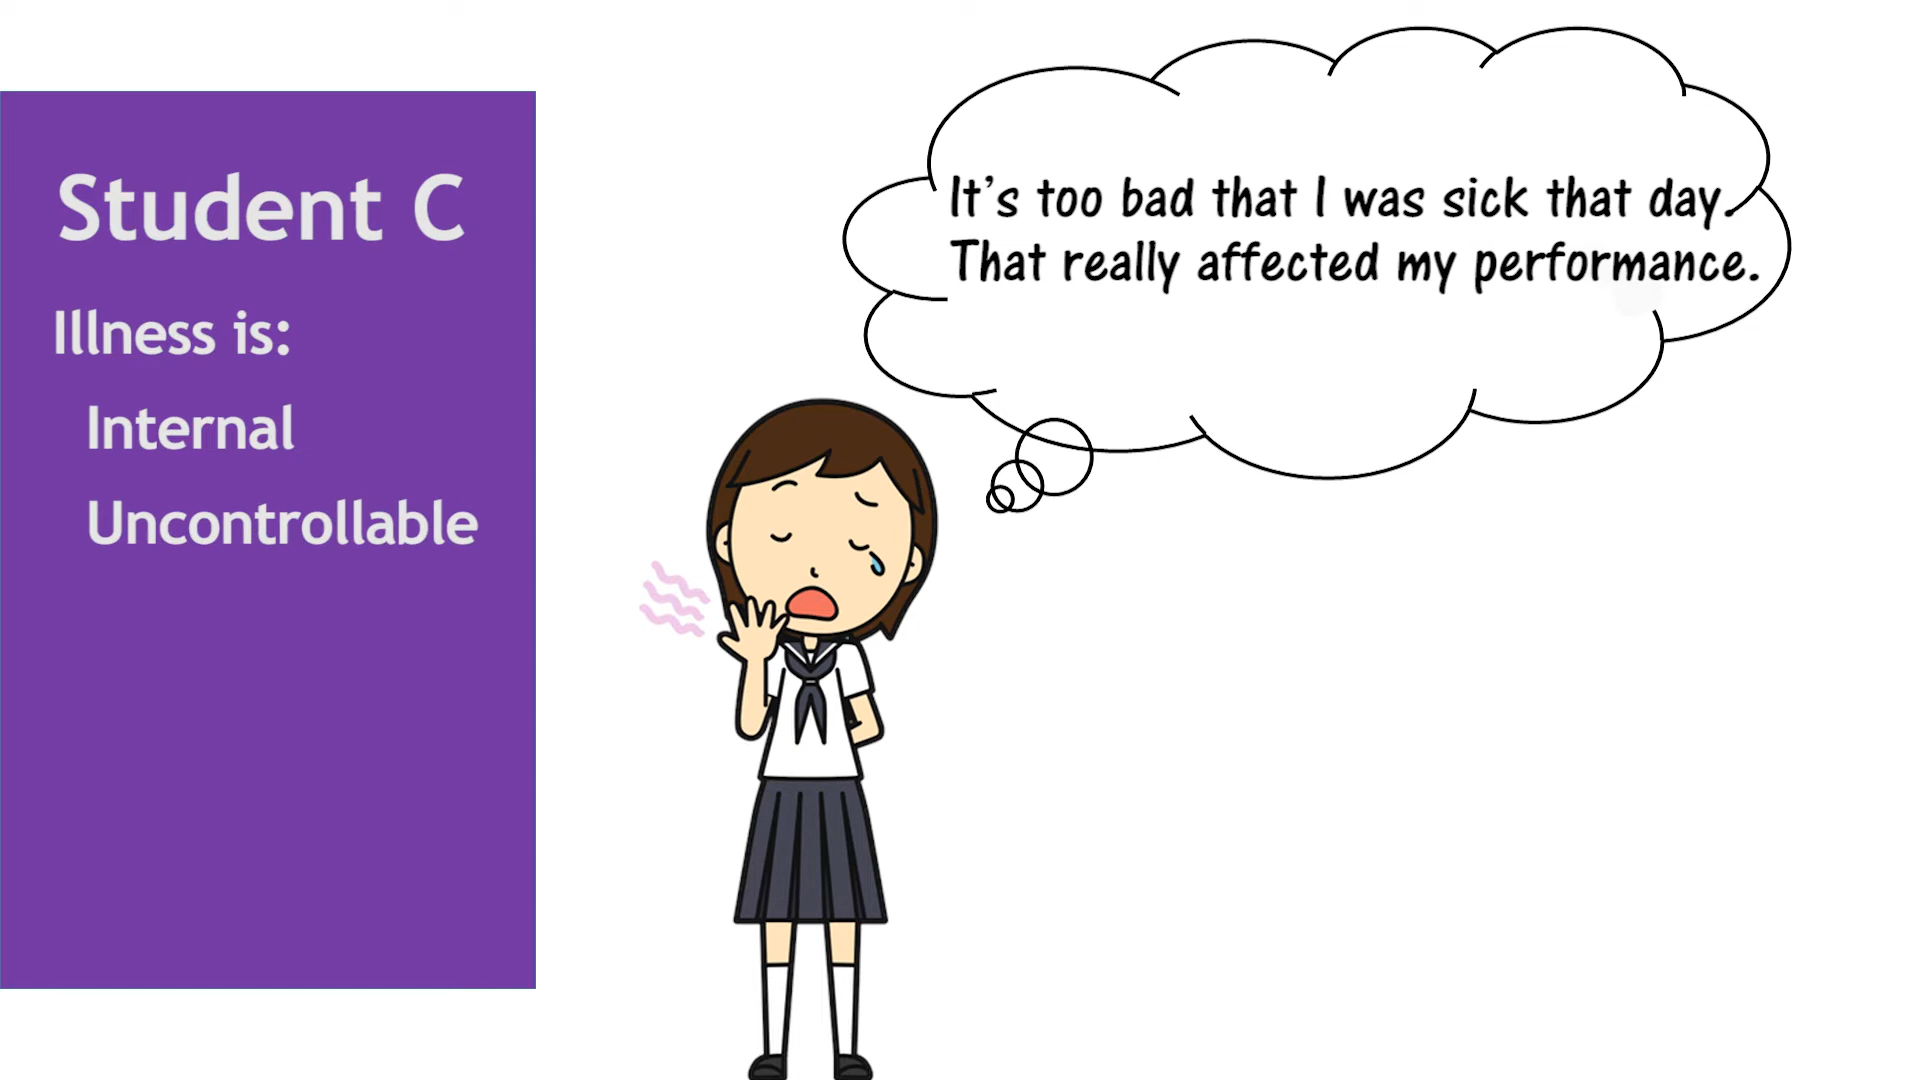 Student C
Illness is:
Internal
Uncontrollable
It's too bad that I was sick that day.
That really affected my performance.